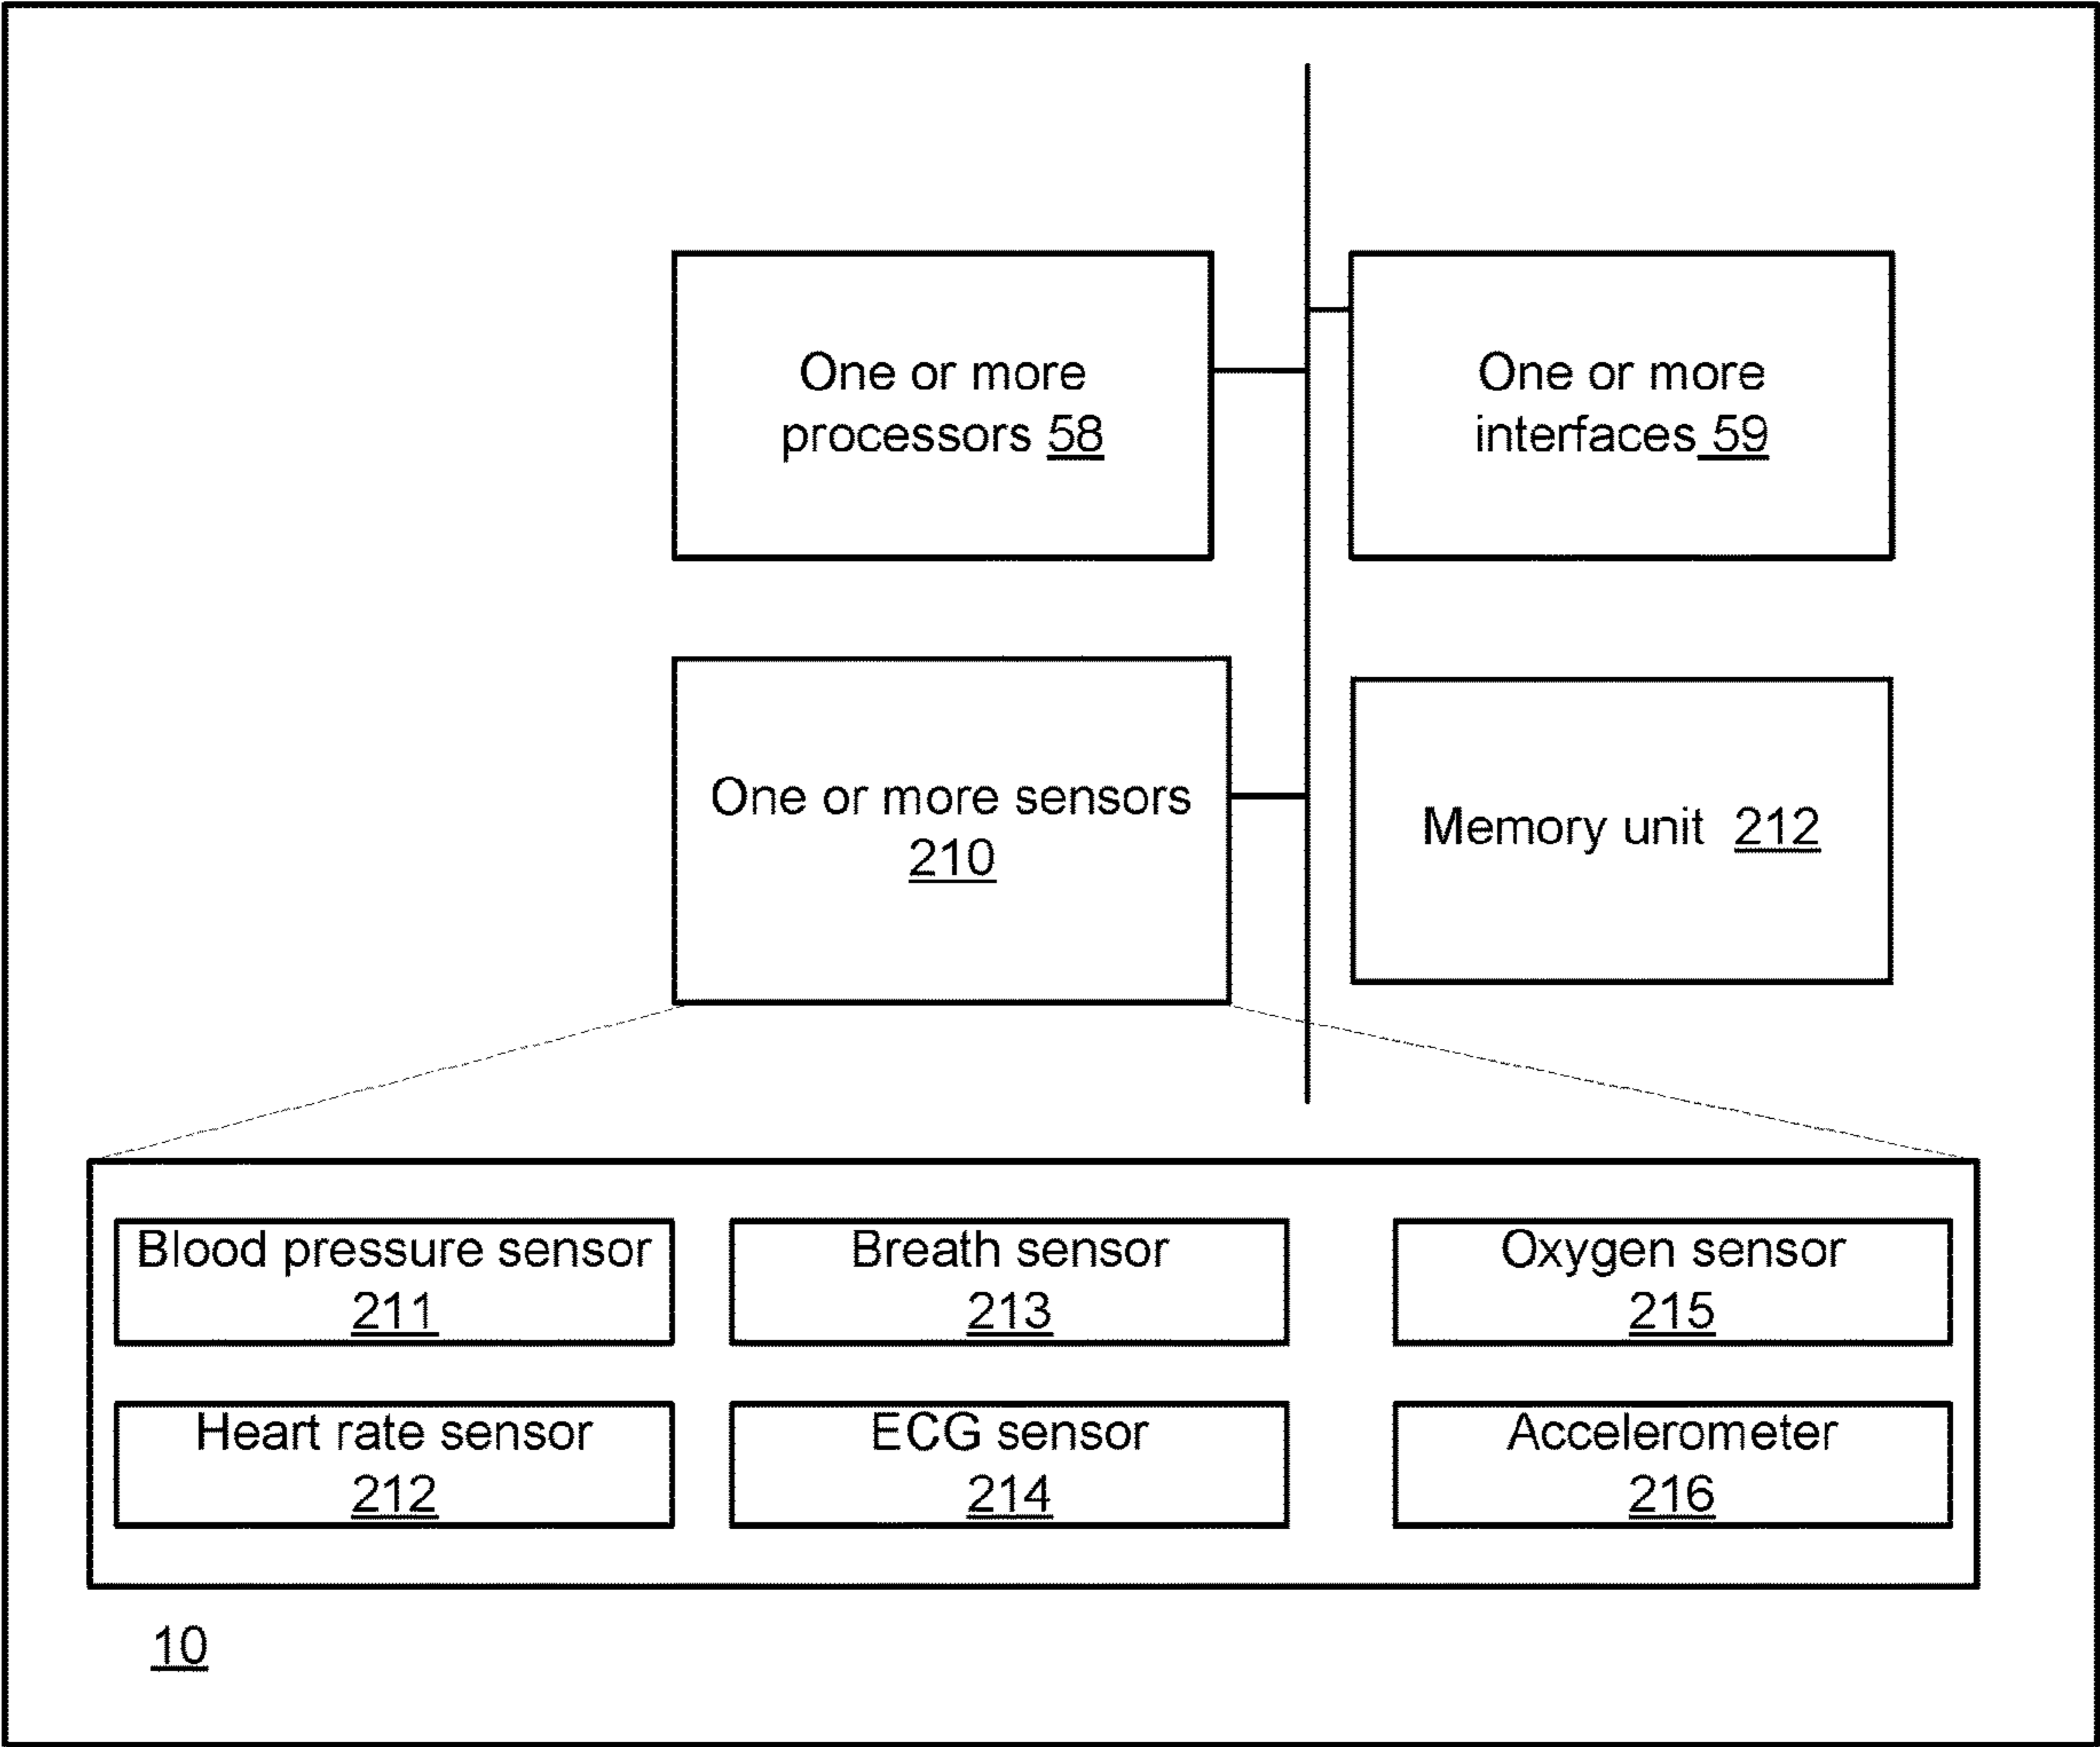 One or more
processors 58
One or more
interfaces 59
One or more sensors
210
Memory unit 212
Blood pressure sensor
211
Breath sensor
213
Oxygen sensor
215
Heart rate sensor
212
ECG sensor
214
Accelerometer
216
10